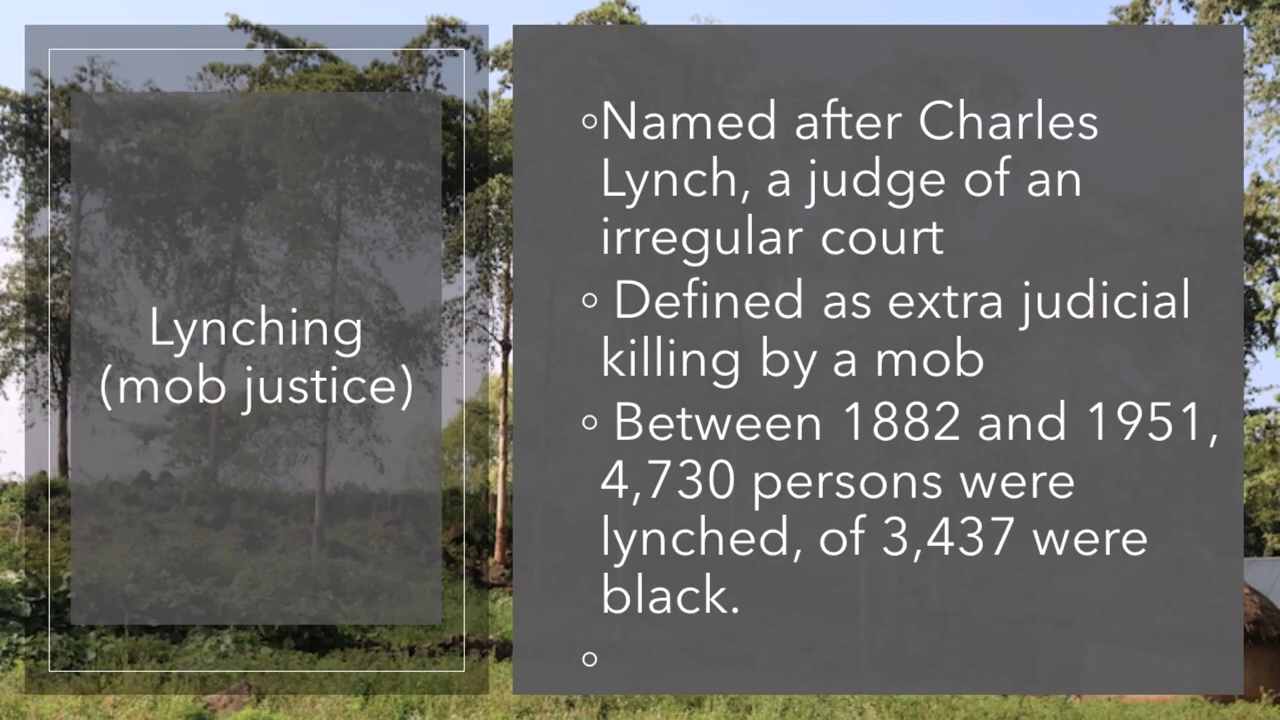 Lynching
(mob justice)
◦Named after Charles
Lynch, a judge of an
irregular court
◦ Defined as extra judicial
killing by a mob
◦ Between 1882 and 1951,
4,730 persons were
lynched, of 3,437 were
black.
◦